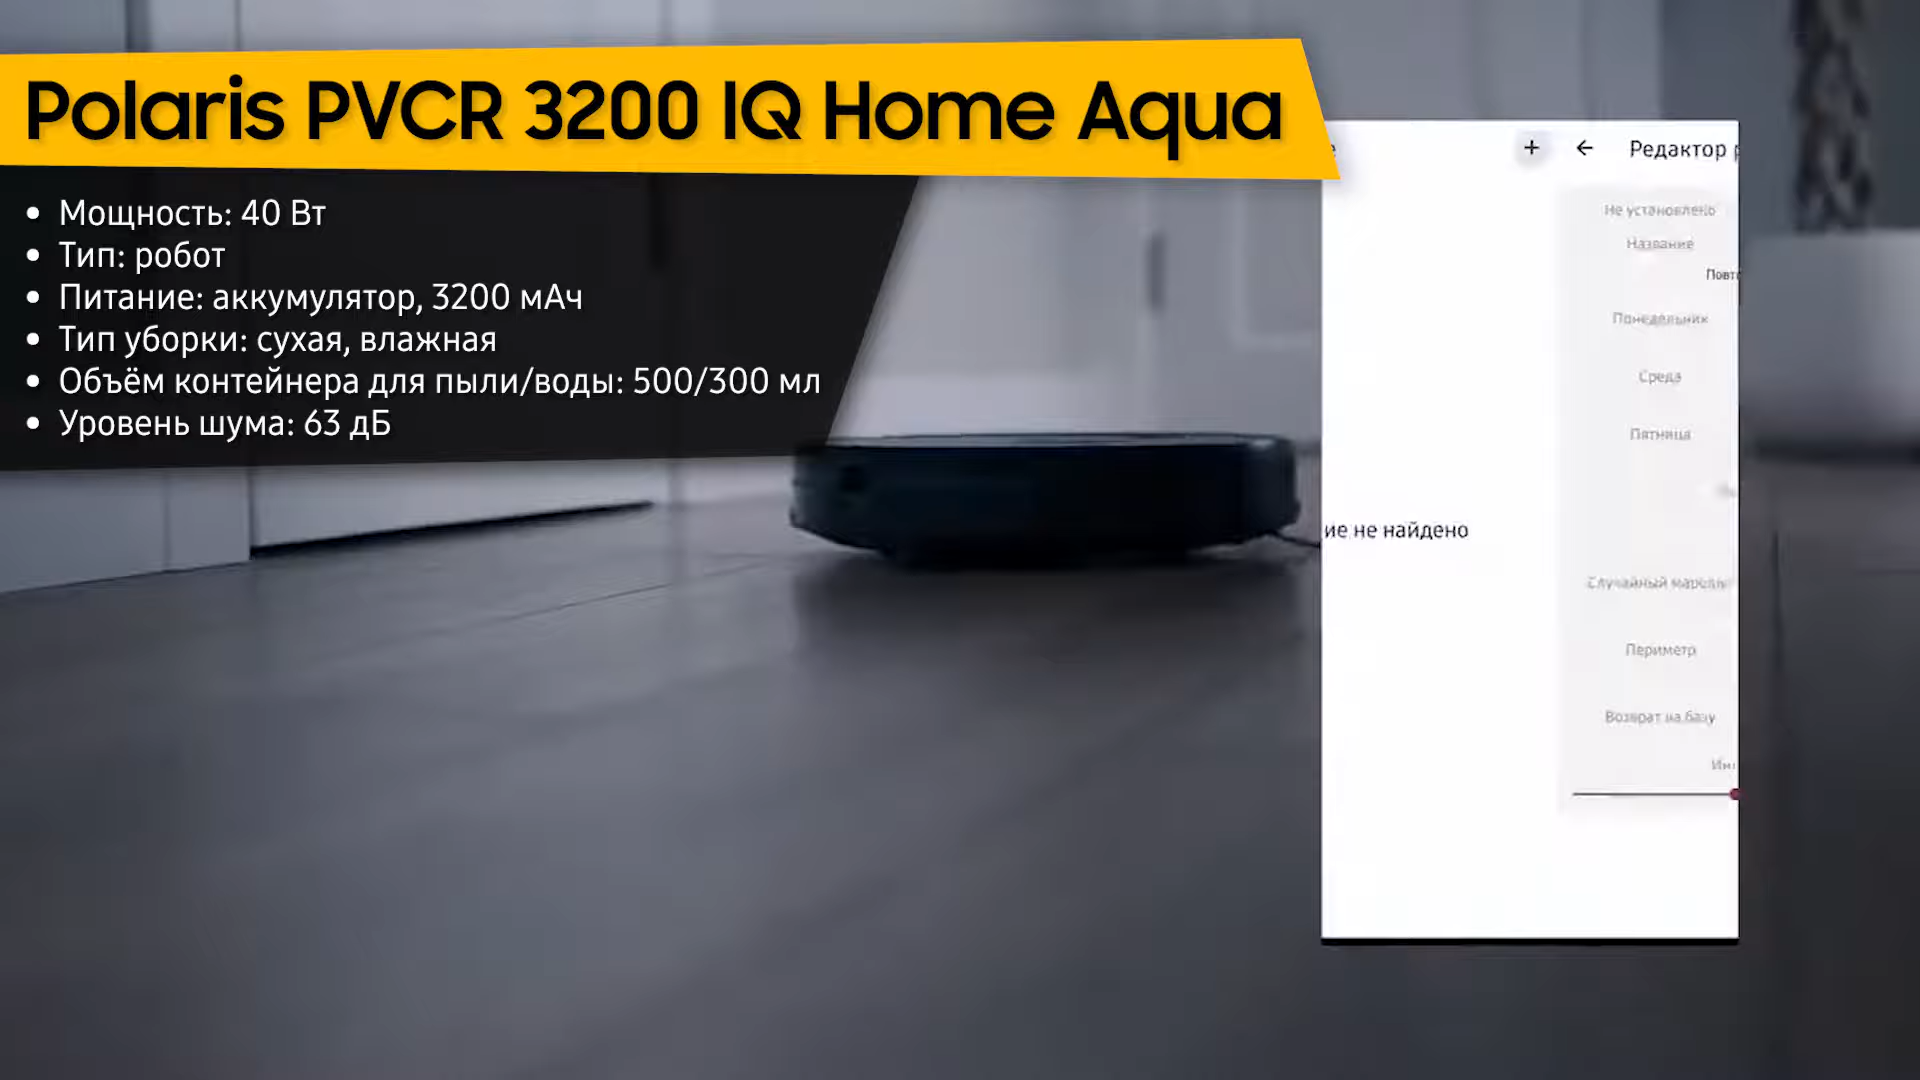 Polaris PVCR 3200 IQ Home Aqua
• Мощность: 40 Вт
• Тип: робот
• Питание: аккумулятор, 3200 мАч
• Тип уборки: сухая, влажная
• Объём контейнера для пыли/воды: 500/300 мл
• Уровень шума: 63 дБ
+ ← Редактор
Не установлено
Название
Понедельник
Среда
Пятница
ие не найдено
Случайный
Периметр
Возврат на базу